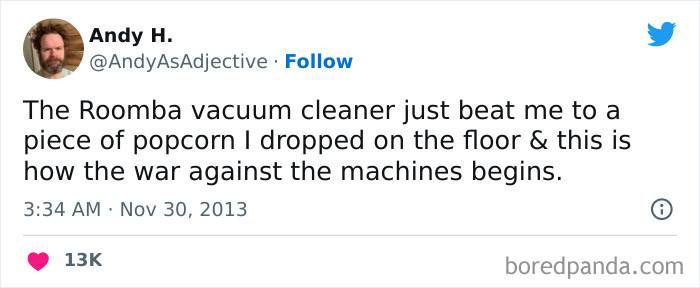 Andy H.
@AndyAsAdjective · Follow
The Roomba vacuum cleaner just beat me to a
piece of popcorn I dropped on the floor & this is
how the war against the machines begins.
3:34 AM · Nov 30, 2013
13K
boredpanda.com